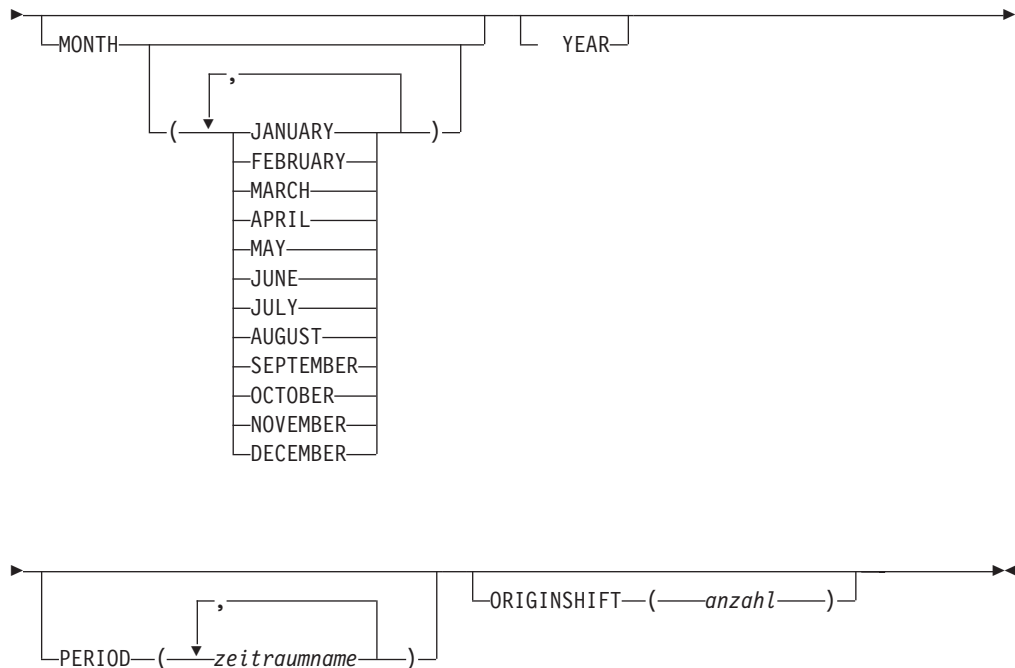 MONTH YEAR
,
( JANUARY )
FEBRUARY
MARCH
APRIL
MAY
JUNE
JULY
AUGUST
SEPTEMBER
OCTOBER
NOVEMBER
DECEMBER
ORIGINSHIFT ( anzahl )
,
PERIOD ( zeitraumname )